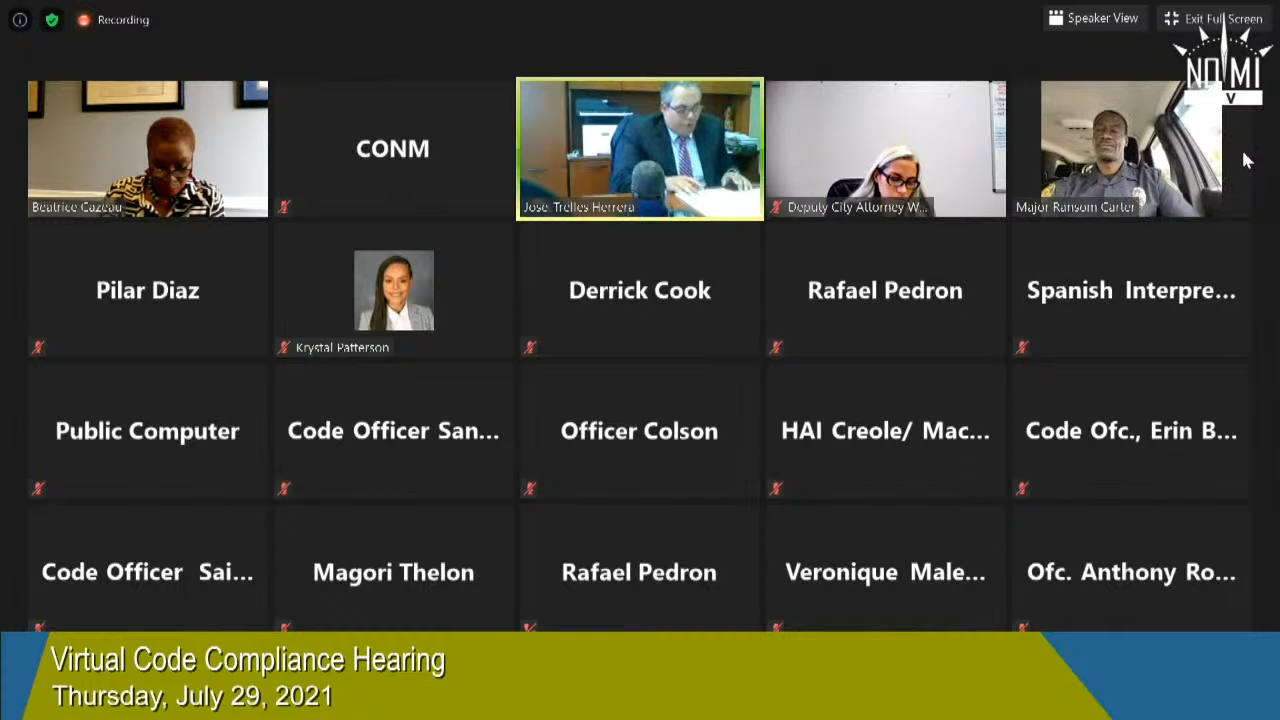 Recording
Speaker View
Exit Full Screen
NO MI
V
Beatrice Cazeau
CONM
Jose Trelles Herrera
Deputy City Attorney W...
Major Ransom Carter
Pilar Diaz
Krystal Patterson
Derrick Cook
Rafael Pedron
Spanish Interpre...
Public Computer
Code Officer San...
Officer Colson
HAI Creole/ Mac...
Code Ofc., Erin B...
Code Officer Sai...
Magori Thelon
Rafael Pedron
Veronique Male...
Ofc. Anthony Ro...
Virtual Code Compliance Hearing
Thursday, July 29, 2021